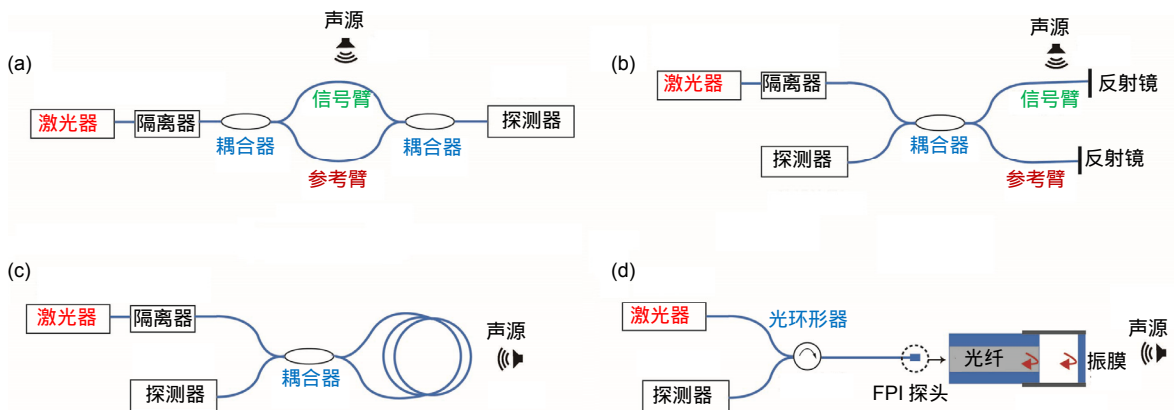 (a)
声源
激光器
隔离器
耦合器
信号臂
参考臂
耦合器
探测器
(b)
声源
激光器
隔离器
探测器
耦合器
信号臂
反射镜
参考臂
反射镜
(c)
激光器
隔离器
探测器
耦合器
声源
(d)
激光器
探测器
光环形器
FPI 探头
光纤
振膜
声源